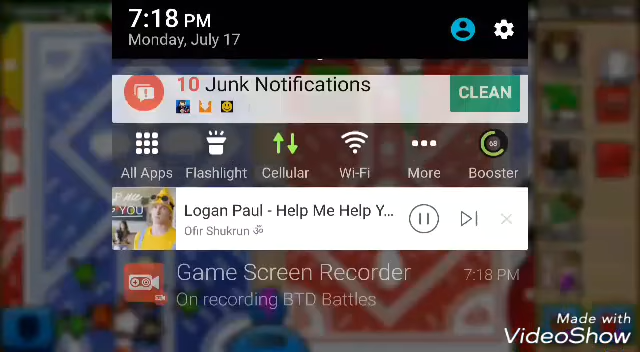 7:18 PM
Monday, July 17
10 Junk Notifications
CLEAN
All Apps
Flashlight
Cellular
Wi-Fi
More
68
Booster
Logan Paul - Help Me Help Y...
Ofir Shukrun ॐ
Game Screen Recorder
7:18 PM
On recording BTD Battles
Made with
VideoShow